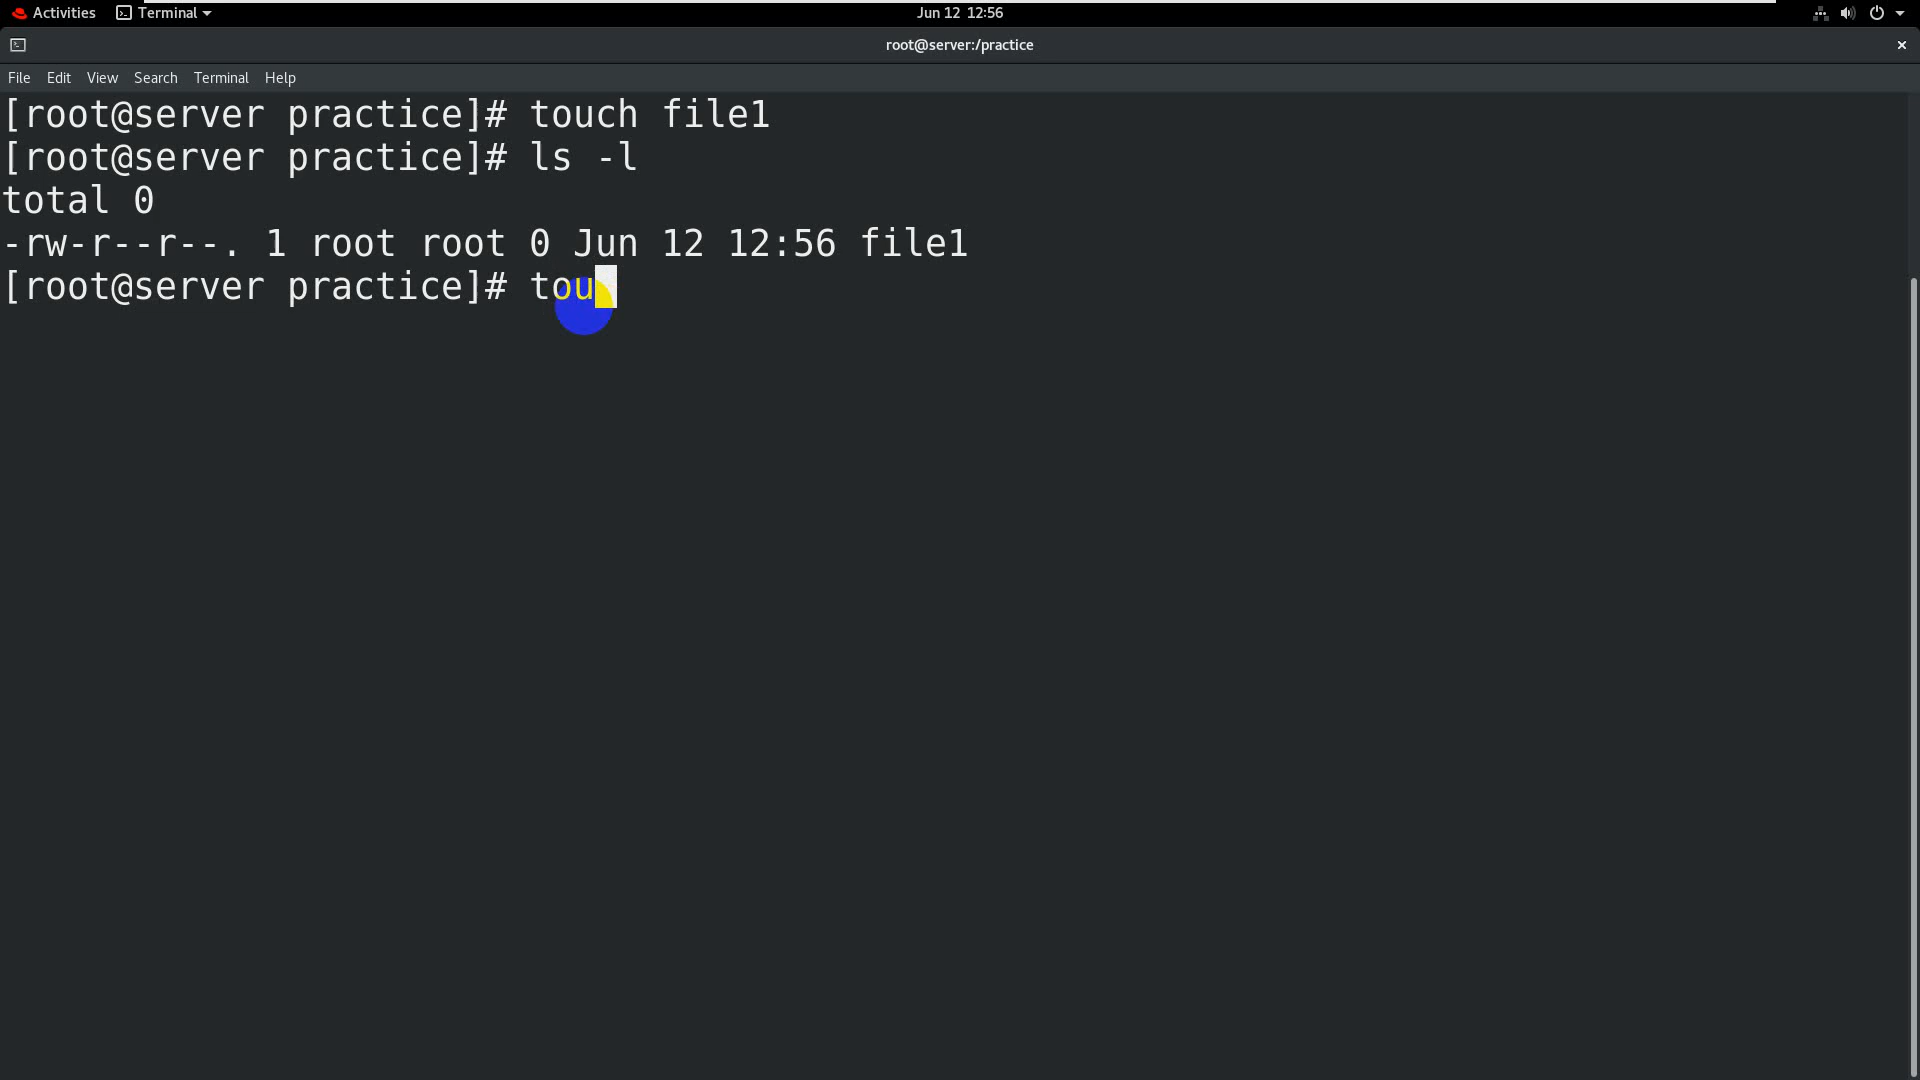 Activities Terminal Jun 12 12:56
root@server:/practice
File Edit View Search Terminal Help
[root@server practice]# touch file1
[root@server practice]# ls -l
total 0
-rw-r--r--. 1 root root 0 Jun 12 12:56 file1
[root@server practice]# tou